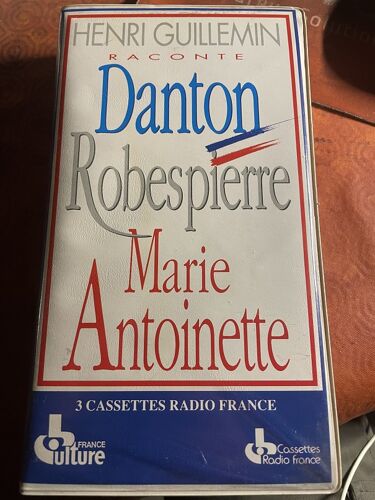 HENRI GUILLEMIN
RACONTE
Danton
Robespierre
Marie
Antoinette
3 CASSETTES RADIO FRANCE
FRANCE
Culture
Cassettes
Radio france